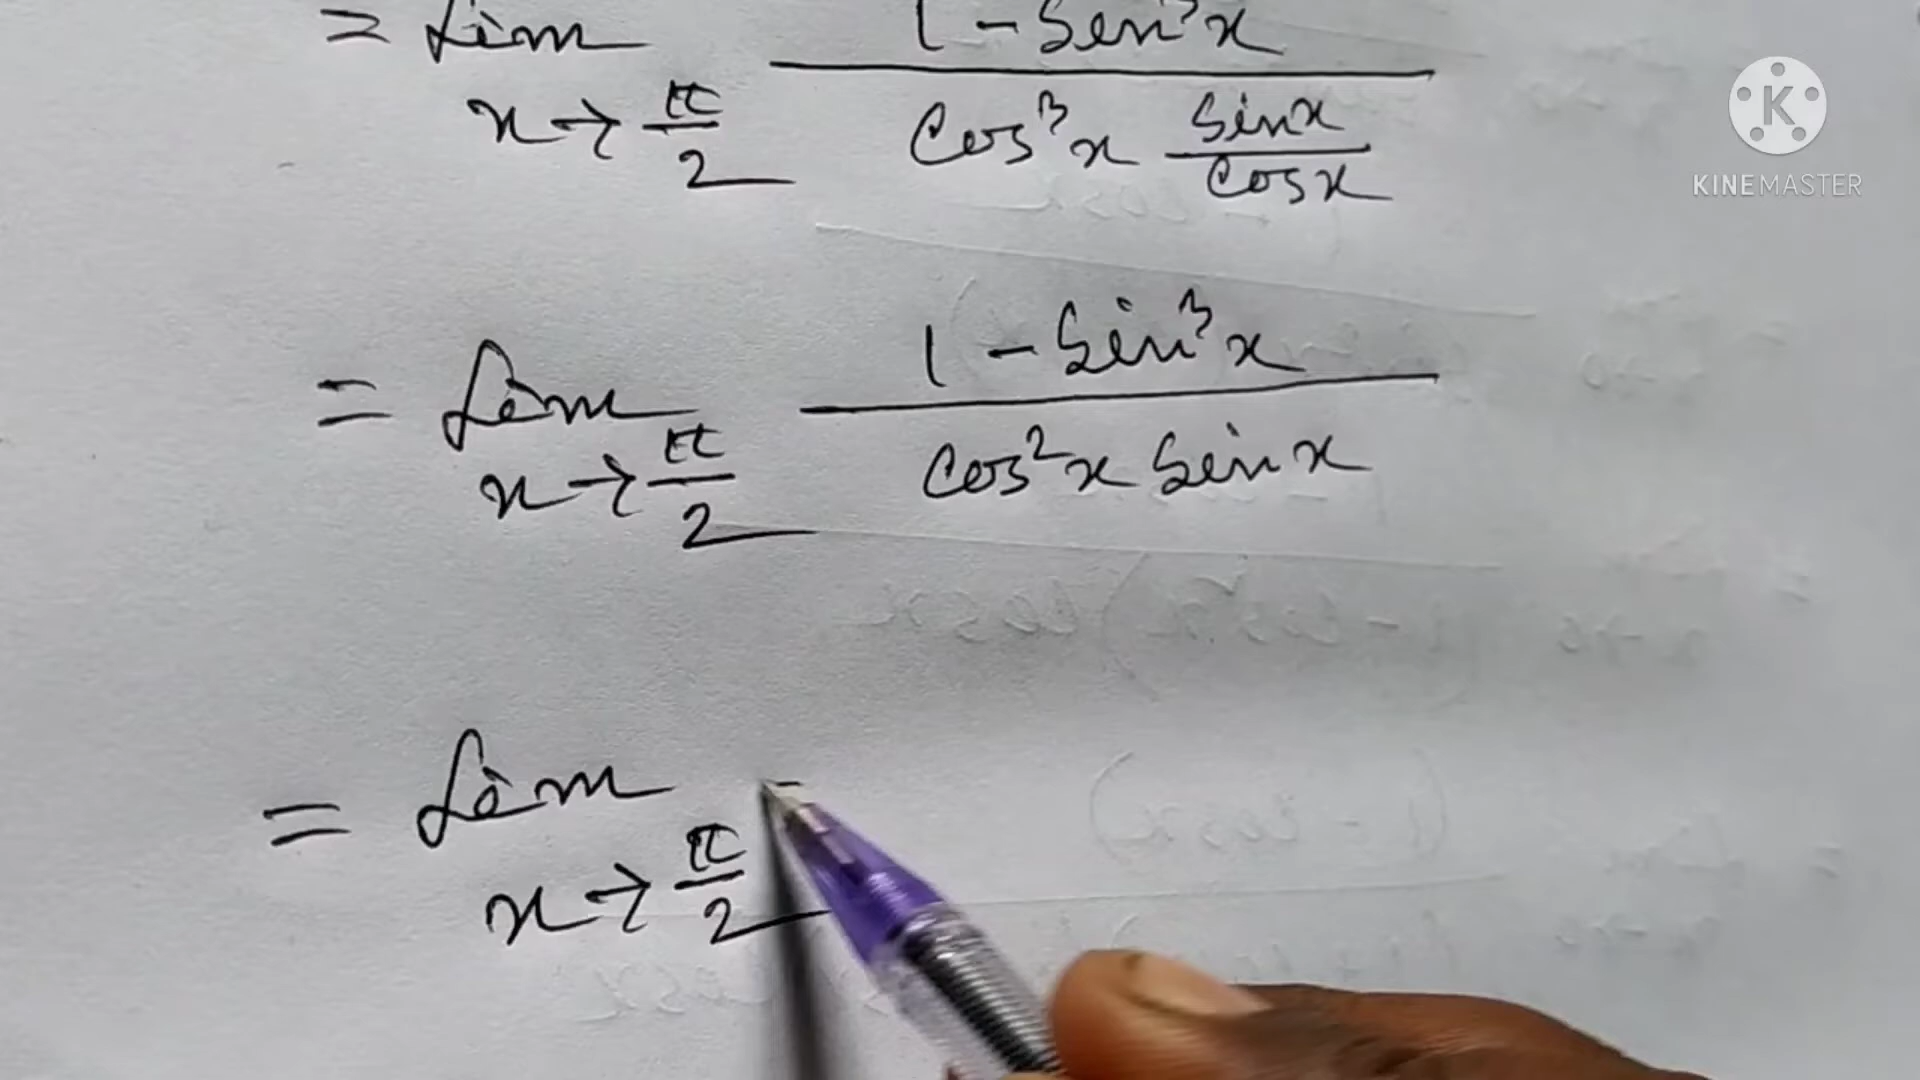 = Lim x→π/2 (1 - Sin³x) / (Cos³x Sinx/Cosx)
K
KINEMASTER
= Lim x→π/2 (1 - Sin³x) / (Cos²x Sinx)
= Lim x→π/2